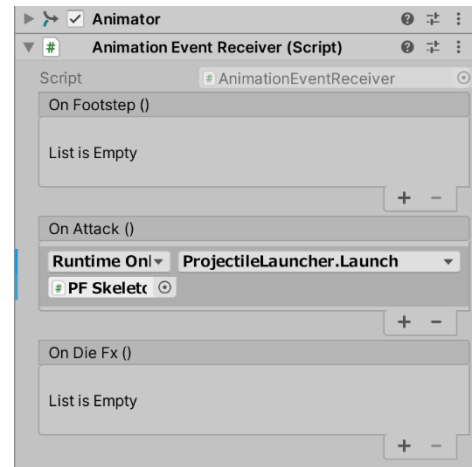 Animator
# Animation Event Receiver (Script)
Script # AnimationEventReceiver
On Footstep ()
List is Empty
+ −
On Attack ()
Runtime Onl ProjectileLauncher.Launch
# PF Skelet
+ −
On Die Fx ()
List is Empty
+ −